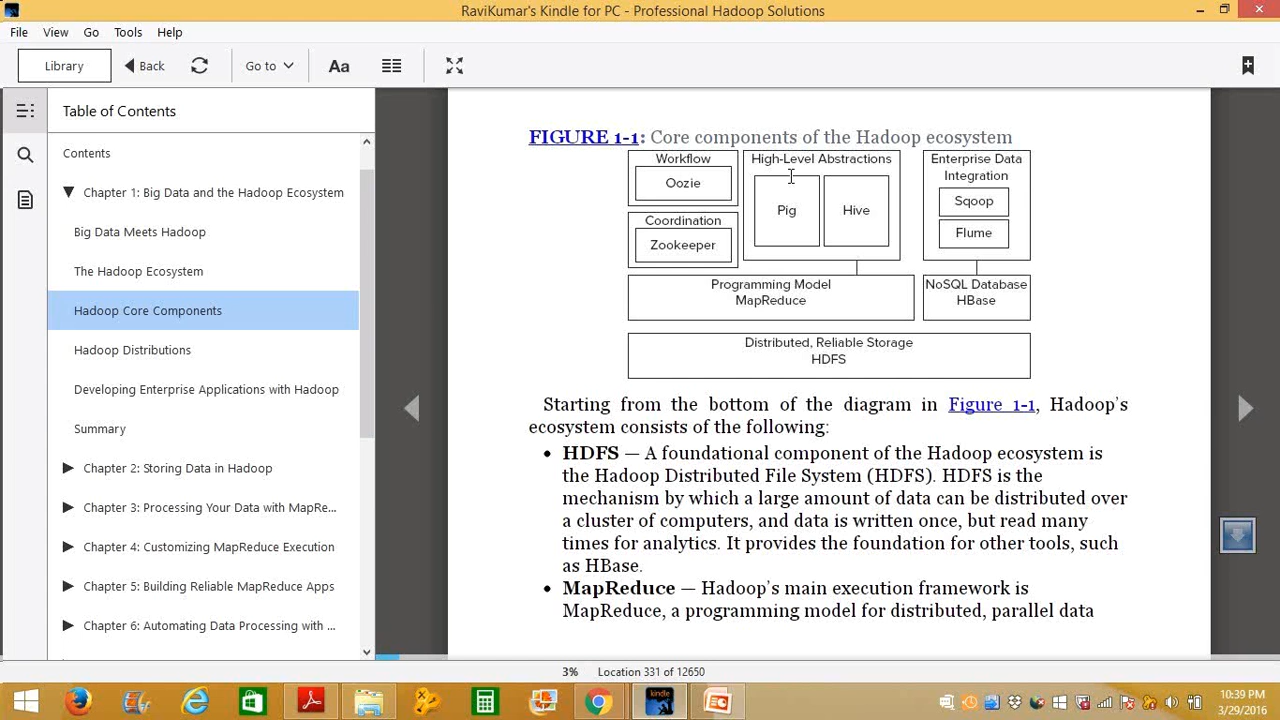 RaviKumar's Kindle for PC - Professional Hadoop Solutions
File View Go Tools Help
Library Back Go to Aa
Table of Contents
Contents
Chapter 1: Big Data and the Hadoop Ecosystem
Big Data Meets Hadoop
The Hadoop Ecosystem
Hadoop Core Components
Hadoop Distributions
Developing Enterprise Applications with Hadoop
Summary
Chapter 2: Storing Data in Hadoop
Chapter 3: Processing Your Data with MapRe...
Chapter 4: Customizing MapReduce Execution
Chapter 5: Building Reliable MapReduce Apps
Chapter 6: Automating Data Processing with ...
FIGURE 1-1: Core components of the Hadoop ecosystem
Workflow
Oozie
Coordination
Zookeeper
High-Level Abstractions
Pig
Hive
Enterprise Data
Integration
Sqoop
Flume
Programming Model
MapReduce
NoSQL Database
HBase
Distributed, Reliable Storage
HDFS
Starting from the bottom of the diagram in Figure 1-1, Hadoop's
ecosystem consists of the following:
• HDFS — A foundational component of the Hadoop ecosystem is
the Hadoop Distributed File System (HDFS). HDFS is the
mechanism by which a large amount of data can be distributed over
a cluster of computers, and data is written once, but read many
times for analytics. It provides the foundation for other tools, such
as HBase.
• MapReduce — Hadoop's main execution framework is
MapReduce, a programming model for distributed, parallel data
3% Location 331 of 12650
kindle
10:39 PM
3/29/2016